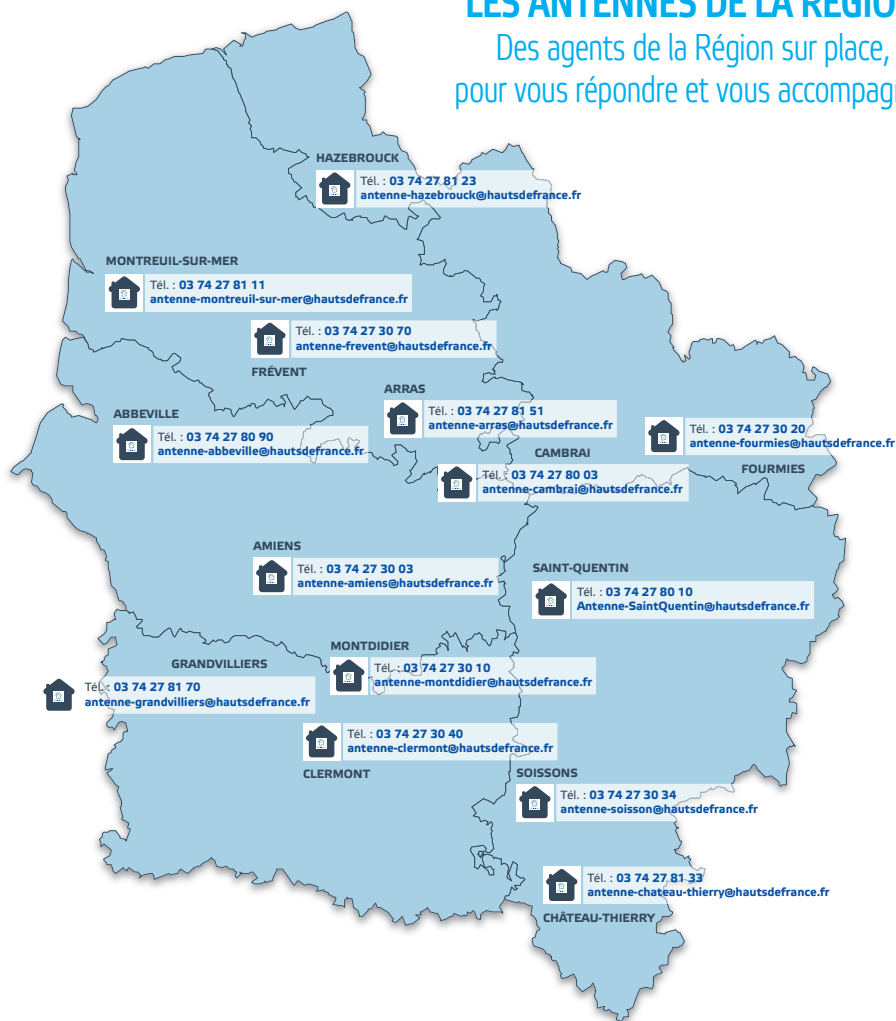 LES ANTENNES DE LA RÉGIO
Des agents de la Région sur place,
pour vous répondre et vous accompag
HAZEBROUCK
Tél. : 03 74 27 81 23
antenne-hazebrouck@hautsdefrance.fr
MONTREUIL-SUR-MER
Tél. : 03 74 27 81 11
antenne-montreuil-sur-mer@hautsdefrance.fr
Tél. : 03 74 27 30 70
antenne-frevent@hautsdefrance.fr
FRÉVENT
ARRAS
Tél. : 03 74 27 81 51
antenne-arras@hautsdefrance.fr
ABBEVILLE
Tél. : 03 74 27 80 90
antenne-abbeville@hautsdefrance.fr
Tél. : 03 74 27 30 20
antenne-fourmies@hautsdefrance.fr
FOURMIES
CAMBRAI
Tél. : 03 74 27 80 03
antenne-cambrai@hautsdefrance.fr
AMIENS
Tél. : 03 74 27 30 03
antenne-amiens@hautsdefrance.fr
SAINT-QUENTIN
Tél. : 03 74 27 80 10
Antenne-SaintQuentin@hautsdefrance.fr
MONTDIDIER
Tél. : 03 74 27 30 10
antenne-montdidier@hautsdefrance.fr
GRANDVILLIERS
Tél. : 03 74 27 81 70
antenne-grandvilliers@hautsdefrance.fr
Tél. : 03 74 27 30 40
antenne-clermont@hautsdefrance.fr
CLERMONT
SOISSONS
Tél. : 03 74 27 30 34
antenne-soisson@hautsdefrance.fr
Tél. : 03 74 27 81 33
antenne-chateau-thierry@hautsdefrance.fr
CHÂTEAU-THIERRY